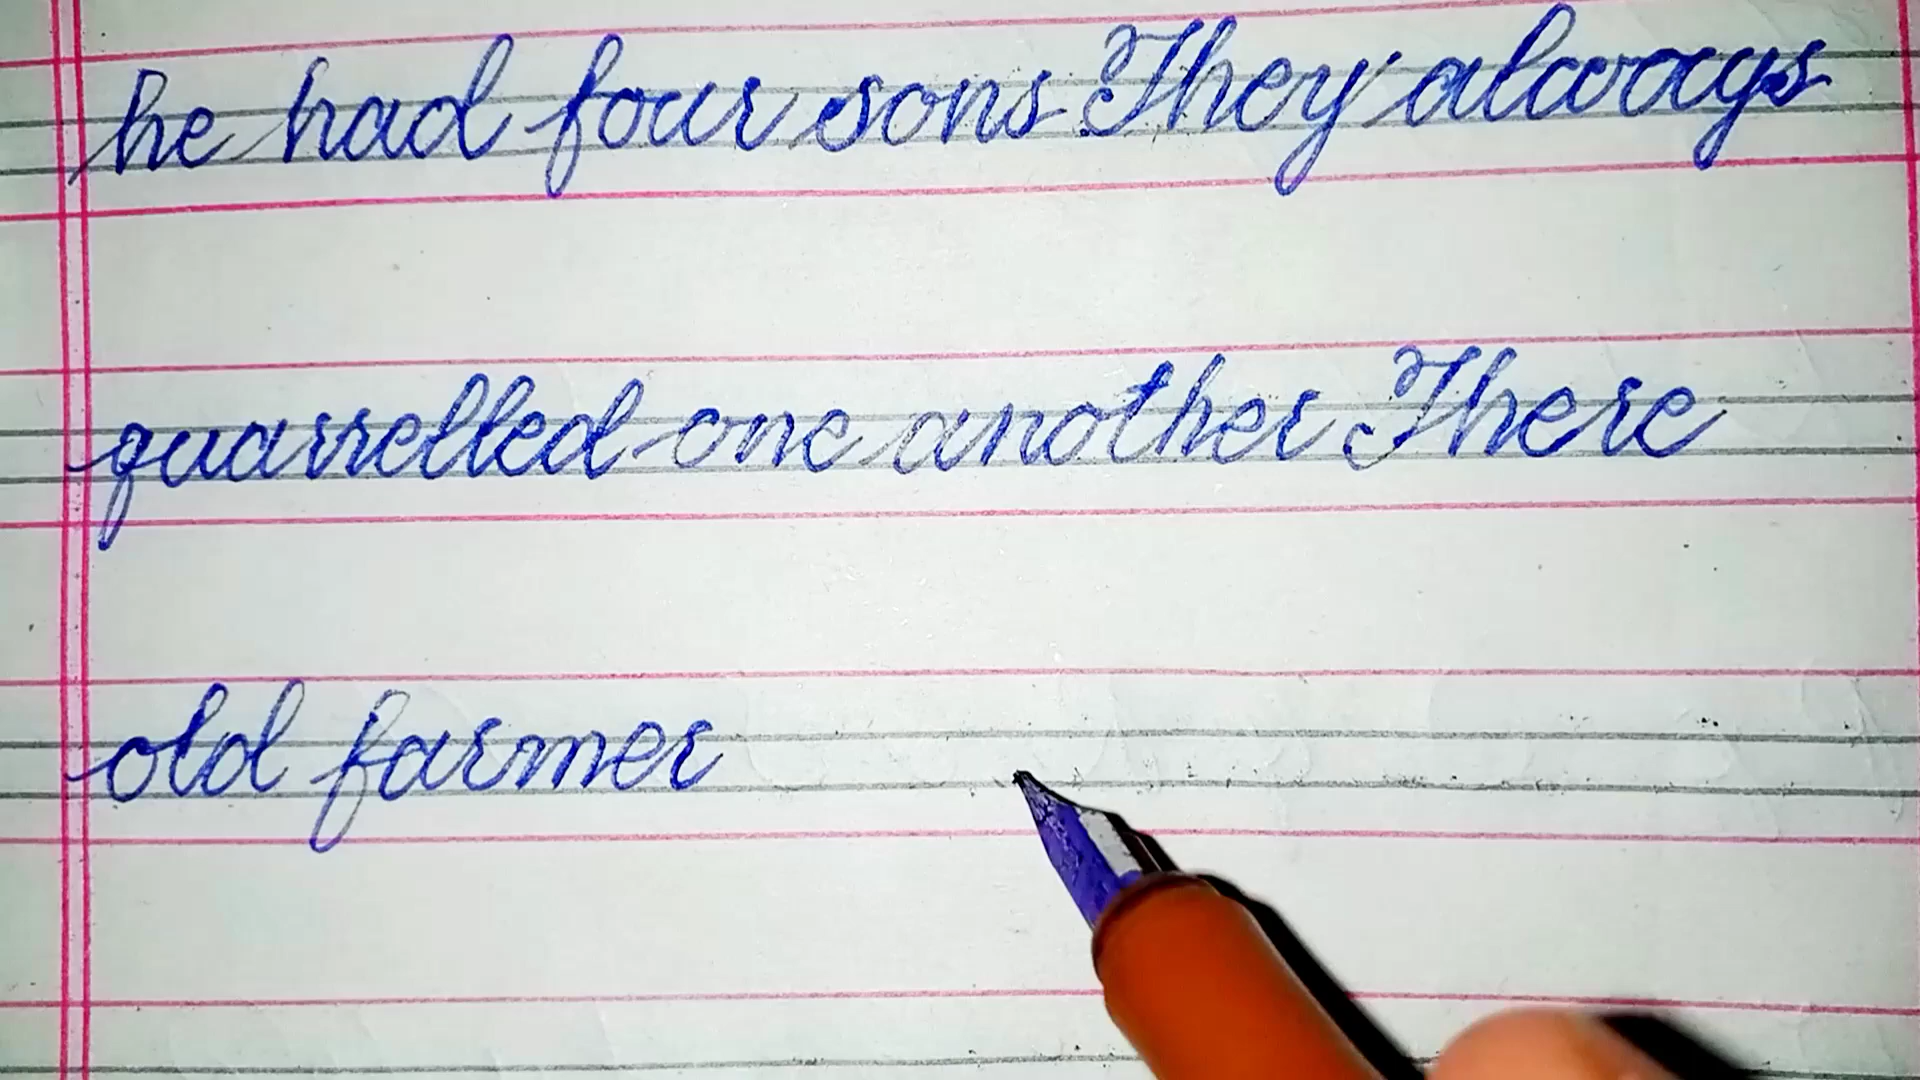 he had four sons They always
quarrelled one another There
old farmer